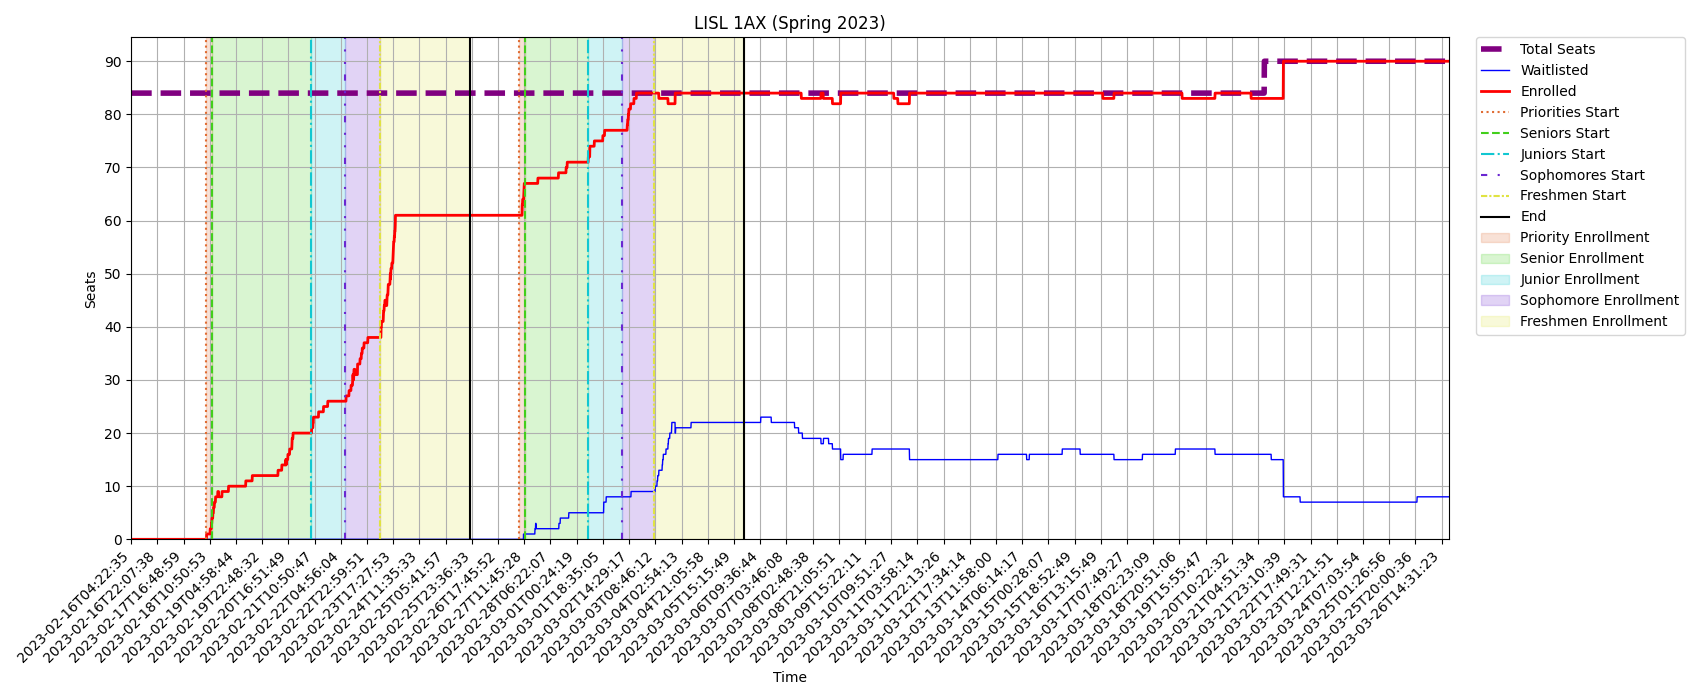 LISL 1AX (Spring 2023)
Seats
90
80
70
60
50
40
30
20
10
0
2023-02-16T04:22:35
2023-02-16T22:07:38
2023-02-17T16:48:59
2023-02-18T10:50:53
2023-02-19T04:58:44
2023-02-19T22:48:32
2023-02-20T16:51:49
2023-02-21T10:50:47
2023-02-22T04:56:04
2023-02-22T22:59:51
2023-02-23T17:27:53
2023-02-24T11:35:33
2023-02-25T05:41:57
2023-02-25T23:36:33
2023-02-26T17:45:52
2023-02-27T11:45:28
2023-02-28T06:22:07
2023-03-01T00:24:19
2023-03-01T18:35:05
2023-03-02T14:29:17
2023-03-03T08:46:12
2023-03-04T02:54:13
2023-03-04T21:05:58
2023-03-05T15:15:49
2023-03-06T09:36:44
2023-03-07T03:46:08
2023-03-08T02:48:38
2023-03-08T21:05:51
2023-03-09T15:22:11
2023-03-10T09:51:27
2023-03-11T03:58:14
2023-03-11T22:13:26
2023-03-12T17:34:14
2023-03-13T11:58:00
2023-03-14T06:14:17
2023-03-15T00:28:07
2023-03-15T18:52:49
2023-03-16T13:15:49
2023-03-17T07:49:27
2023-03-18T02:23:09
2023-03-18T20:51:06
2023-03-19T15:55:47
2023-03-20T10:22:32
2023-03-21T04:51:34
2023-03-21T23:10:39
2023-03-22T17:49:31
2023-03-23T12:21:51
2023-03-24T07:03:54
2023-03-25T01:26:56
2023-03-25T20:00:36
2023-03-26T14:31:23
Time
Total Seats
Waitlisted
Enrolled
Priorities Start
Seniors Start
Juniors Start
Sophomores Start
Freshmen Start
End
Priority Enrollment
Senior Enrollment
Junior Enrollment
Sophomore Enrollment
Freshmen Enrollment